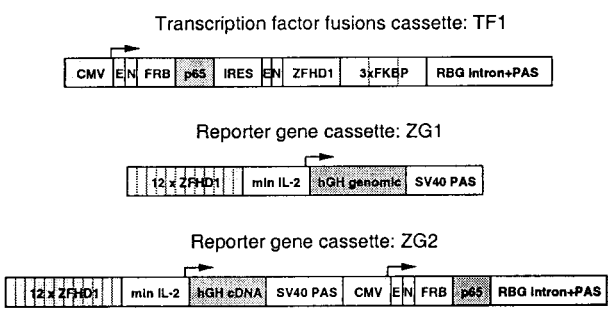 Transcription factor fusions cassette: TF1
CMV E N FRB p65 IRES E N ZFHD1 3xFKBP RBG intron+PAS
Reporter gene cassette: ZG1
12 x ZFHD1 min IL-2 hGH genomic SV40 PAS
Reporter gene cassette: ZG2
12 x ZFHD1 min IL-2 hGH cDNA SV40 PAS CMV E N FRB p65 RBG intron+PAS